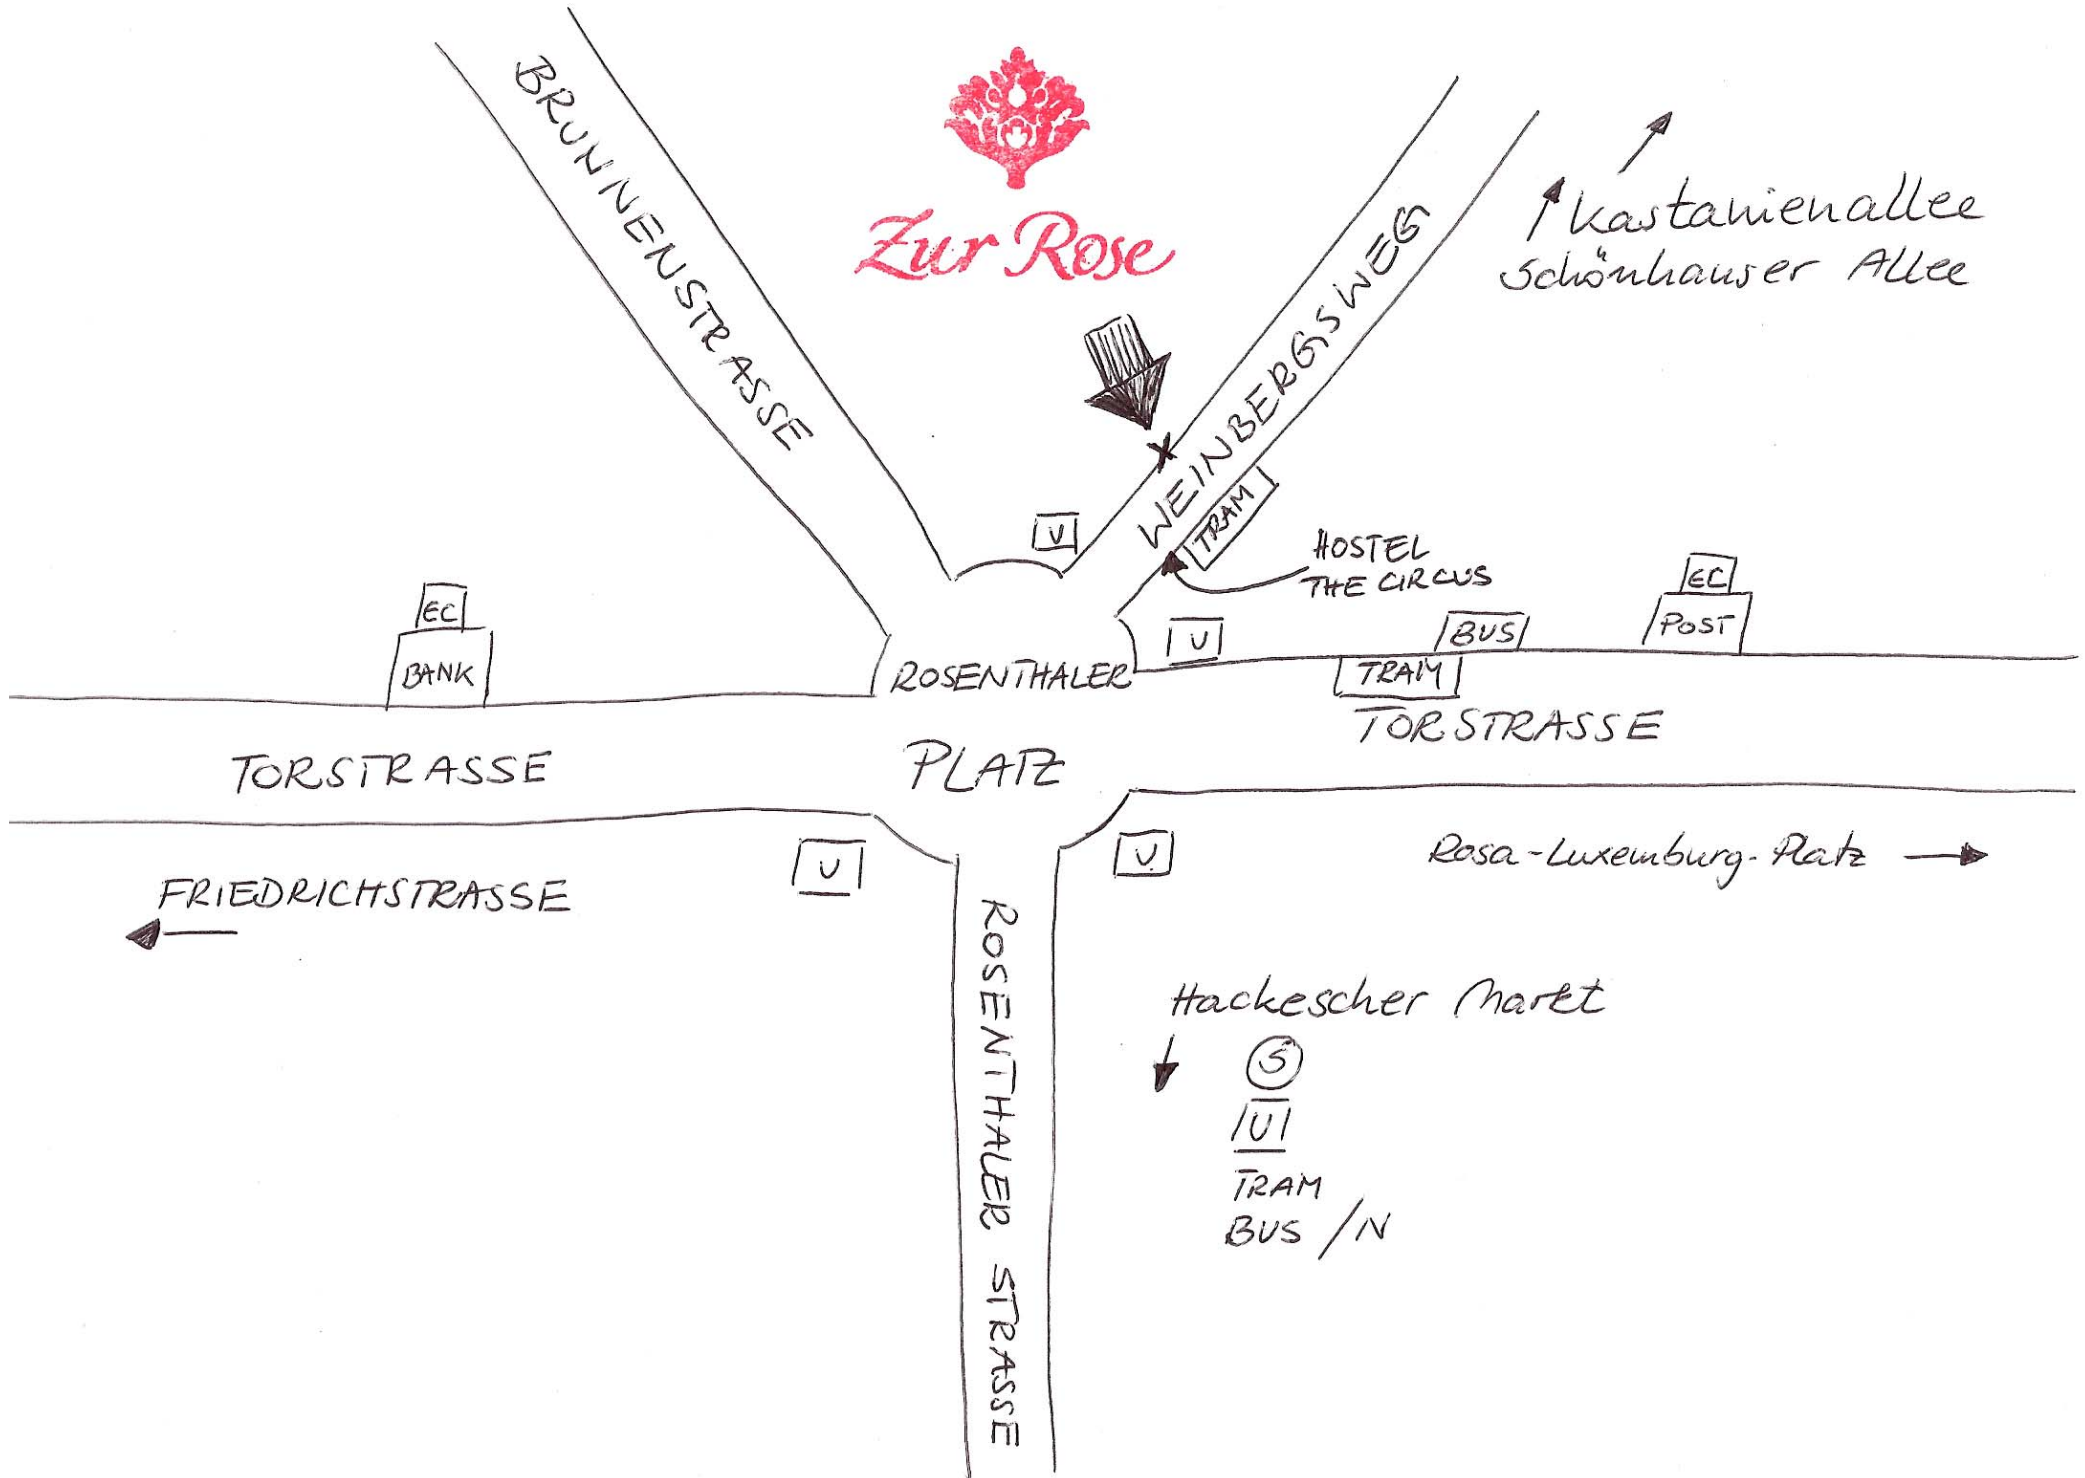 BRUNNENSTRASSE
Zur Rose
WEINBERGSWEG
Kastanienallee
Schönhauser Allee
U
TRAM
HOSTEL
THE CIRCUS
EC
BANK
U
BUS
EC
POST
TRAM
ROSENTHALER
PLATZ
TORSTRASSE
TORSTRASSE
U
U
FRIEDRICHSTRASSE
Rosa-Luxemburg-Platz
ROSENTHALER STRASSE
Hackescher Markt
S
U
TRAM
BUS /N